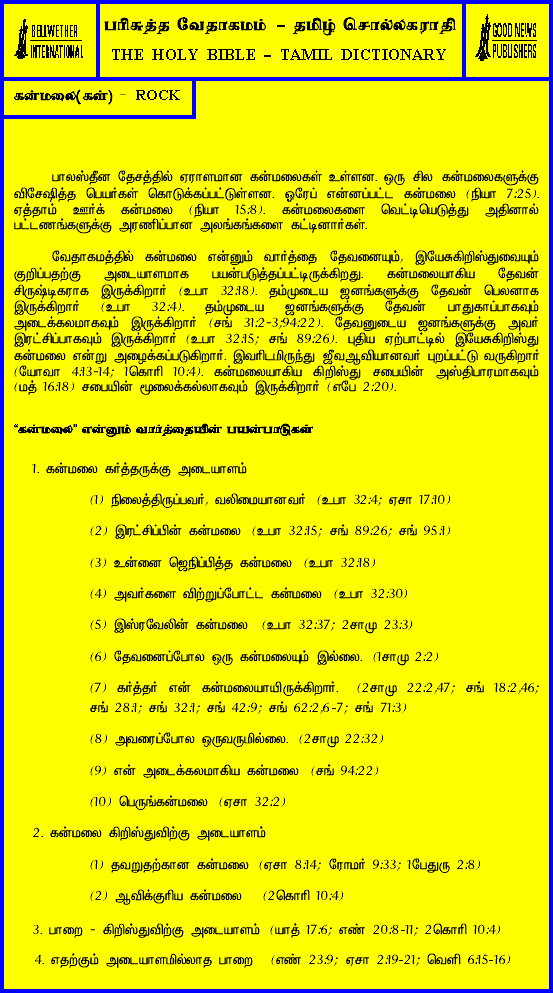 BELLWETHER
INTERNATIONAL
பரிசுத்த வேதாகமம் – தமிழ் சொல்லகராதி
THE HOLY BIBLE – TAMIL DICTIONARY
GOOD NEWS
PUBLISHERS
கன்மலை(கள்) – ROCK
பாலஸ்தீன தேசத்தில் ஏராளமான கன்மலைகள் உள்ளன. ஒரு சில கன்மலைகளுக்கு
விசேஷித்த பெயர்கள் கொடுக்கப்பட்டுள்ளன. ஓரேப் என்னப்பட்ட கன்மலை (நியா 7:25).
ஏத்தாம் ஊர்க் கன்மலை (நியா 15:8). கன்மலைகளை வெட்டியெடுத்து அதினால்
பட்டணங்களுக்கு அரணிப்பான அலங்கங்களை கட்டினார்கள்.
வேதாகமத்தில் கன்மலை என்னும் வார்த்தை தேவனையும், இயேசுகிறிஸ்துவையும்
குறிப்பதற்கு அடையாளமாக பயன்படுத்தப்பட்டிருக்கிறது. கன்மலையாகிய தேவன்
சிருஷ்டிகராக இருக்கிறார் (உபா 32:18). தம்முடைய ஜனங்களுக்கு தேவன் பெலனாக
இருக்கிறார் (உபா 32:4). தம்முடைய ஜனங்களுக்கு தேவன் பாதுகாப்பாகவும்
அடைக்கலமாகவும் இருக்கிறார் (சங் 31:2-3;94:22). தேவனுடைய ஜனங்களுக்கு அவர்
இரட்சிப்பாகவும் இருக்கிறார் (உபா 32:15; சங் 89:26). புதிய ஏற்பாட்டில் இயேசுகிறிஸ்து
கன்மலை என்று அழைக்கப்படுகிறார். இவரிடமிருந்து ஜீவஆவியானவர் புறப்பட்டு வருகிறார்
(யோவா 4:13-14; 1கொரி 10:4). கன்மலையாகிய கிறிஸ்து சபையின் அஸ்திபாரமாகவும்
(மத் 16:18) சபையின் மூலைக்கல்லாகவும் இருக்கிறார் (எபே 2:20).
“கன்மலை” என்னும் வார்த்தையின் பயன்பாடுகள்
1. கன்மலை கர்த்தருக்கு அடையாளம்
(1) நிலைத்திருப்பவர், வலிமையானவர் (உபா 32:4; ஏசா 17:10)
(2) இரட்சிப்பின் கன்மலை (உபா 32:15; சங் 89:26; சங் 95:1)
(3) உன்னை ஜெநிப்பித்த கன்மலை (உபா 32:18)
(4) அவர்களை விற்றுப்போட்ட கன்மலை (உபா 32:30)
(5) இஸ்ரவேலின் கன்மலை (உபா 32:37; 2சாமு 23:3)
(6) தேவனைப்போல ஒரு கன்மலையும் இல்லை. (1சாமு 2:2)
(7) கர்த்தர் என் கன்மலையாயிருக்கிறார். (2சாமு 22:2,47; சங் 18:2,46;
சங் 28:1; சங் 32:1; சங் 42:9; சங் 62:2,6-7; சங் 71:3)
(8) அவரைப்போல ஒருவருமில்லை. (2சாமு 22:32)
(9) என் அடைக்கலமாகிய கன்மலை (சங் 94:22)
(10) பெருங்கன்மலை (ஏசா 32:2)
2. கன்மலை கிறிஸ்துவிற்கு அடையாளம்
(1) தவறுதற்கான கன்மலை (ஏசா 8:14; ரோமர் 9:33; 1பேதுரு 2:8)
(2) ஆவிக்குரிய கன்மலை (2கொரி 10:4)
3. பாறை – கிறிஸ்துவிற்கு அடையாளம் (யாத் 17:6; எண் 20:8-11; 2கொரி 10:4)
4. எதற்கும் அடையாளமில்லாத பாறை (எண் 23:9; ஏசா 2:19-21; வெளி 6:15-16)